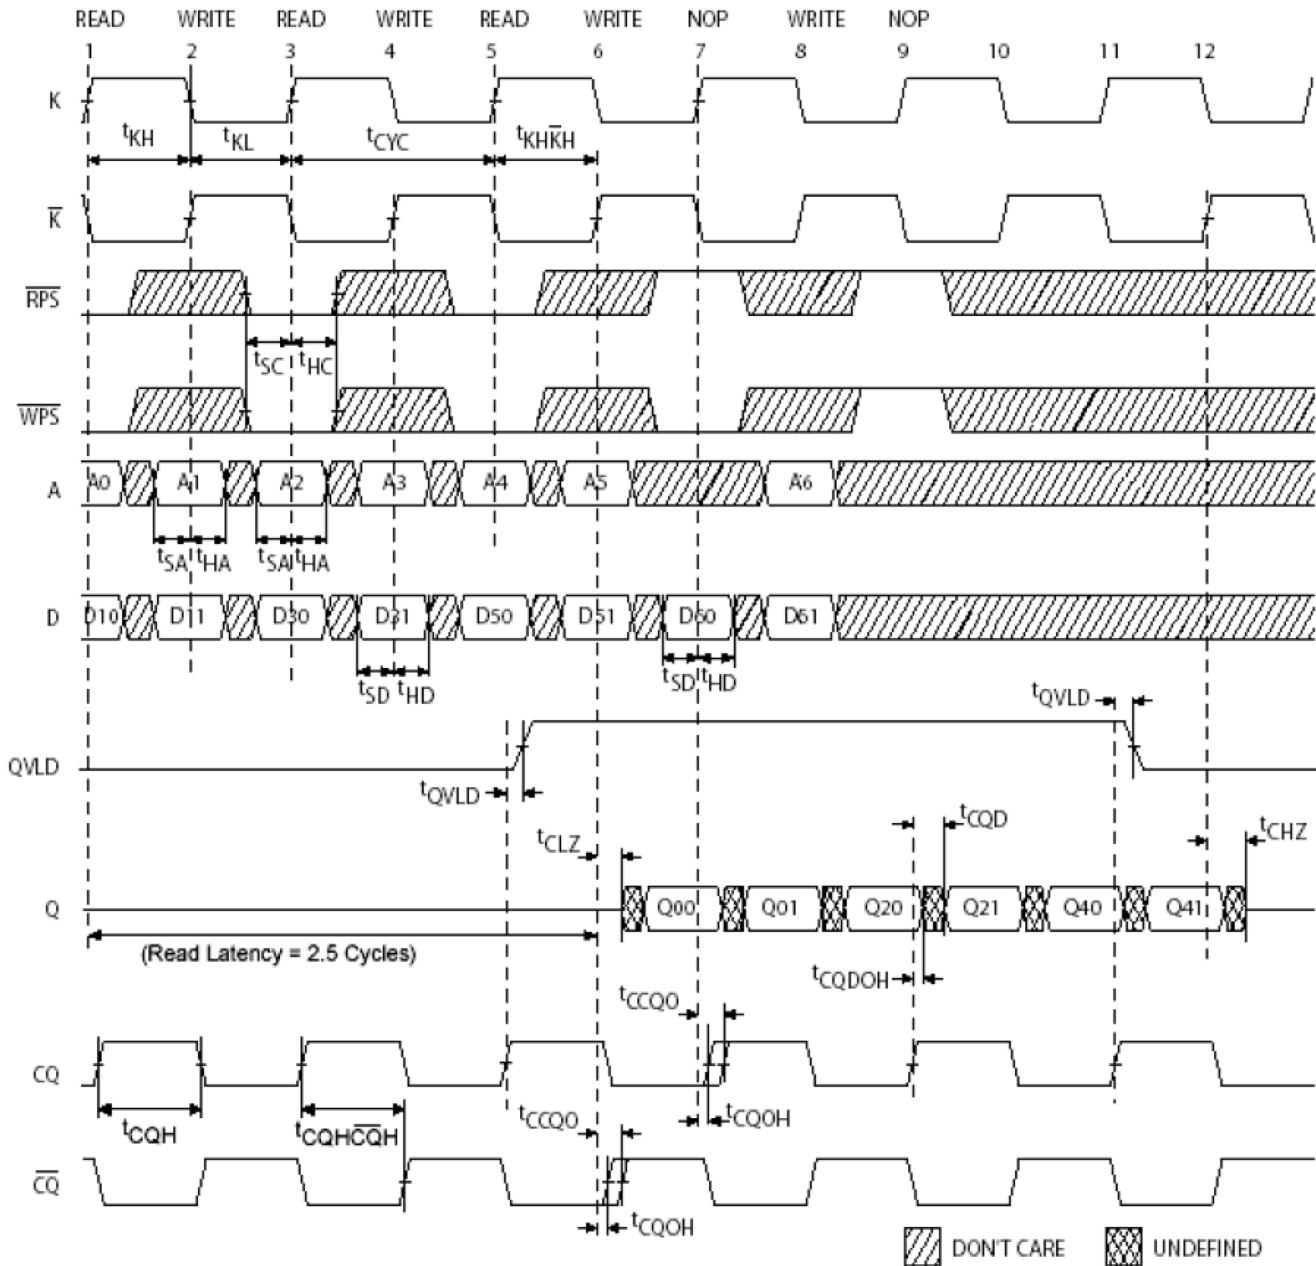 READ WRITE READ WRITE READ WRITE NOP WRITE NOP
1 2 3 4 5 6 7 8 9 10 11 12
K
tKH tKL tCYC tKHK̅H
K̅
R̅P̅S̅
tSC tHC
W̅P̅S̅
A A0 A1 A2 A3 A4 A5 A6
tSA tHA tSA tHA
D D10 D11 D30 D31 D50 D51 D60 D61
tSD tHD tSD tHD
tQVLD
QVLD
tQVLD
tCLZ tCQD tCHZ
Q Q00 Q01 Q20 Q21 Q40 Q41
(Read Latency = 2.5 Cycles)
tCQDOH
tCCQO
CQ
tCQH tCQHC̅Q̅H tCCQO tCQOH
C̅Q̅
tCQOH
DON'T CARE UNDEFINED